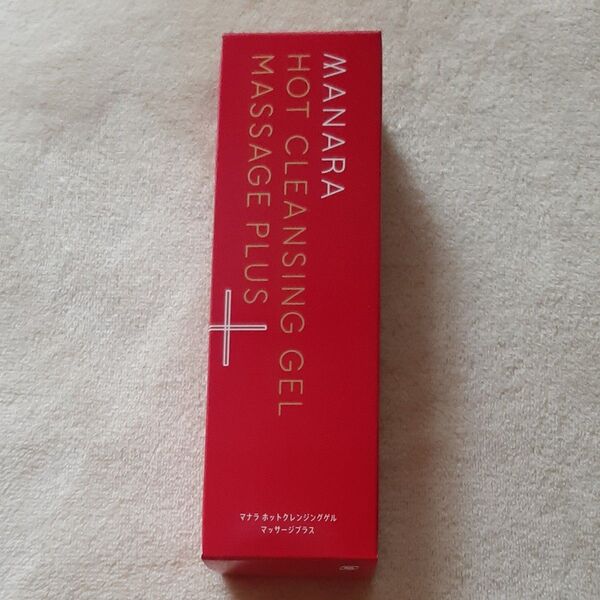 MANARA
HOT CLEANSING GEL
MASSAGE PLUS
マナラ ホットクレンジングゲル
マッサージプラス